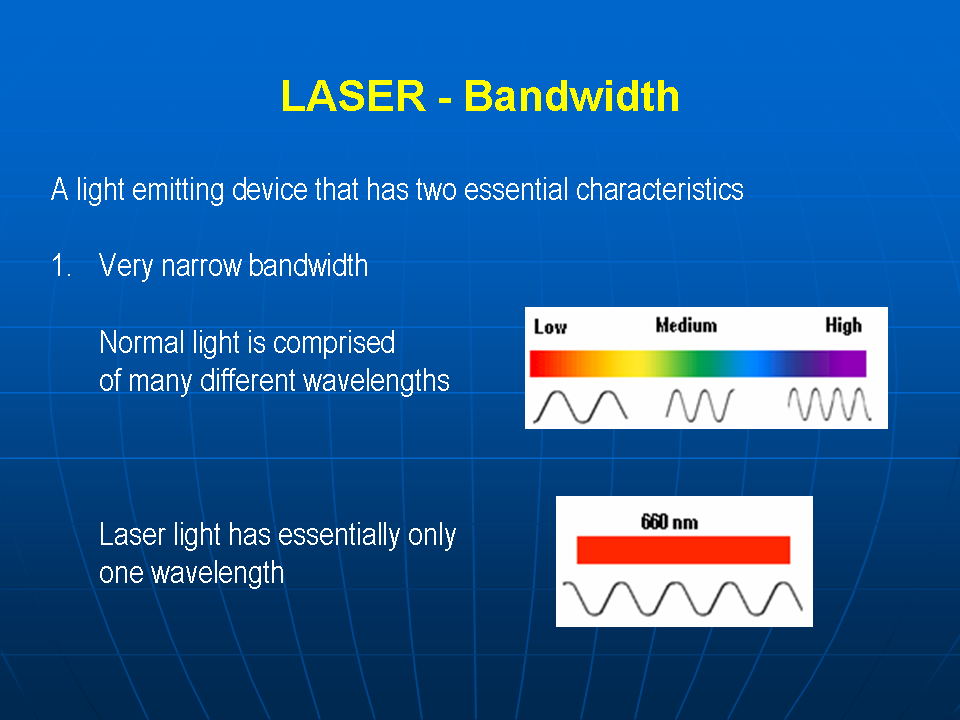 LASER - Bandwidth
A light emitting device that has two essential characteristics
1. Very narrow bandwidth
Normal light is comprised
of many different wavelengths
Low Medium High
Laser light has essentially only
one wavelength
660 nm